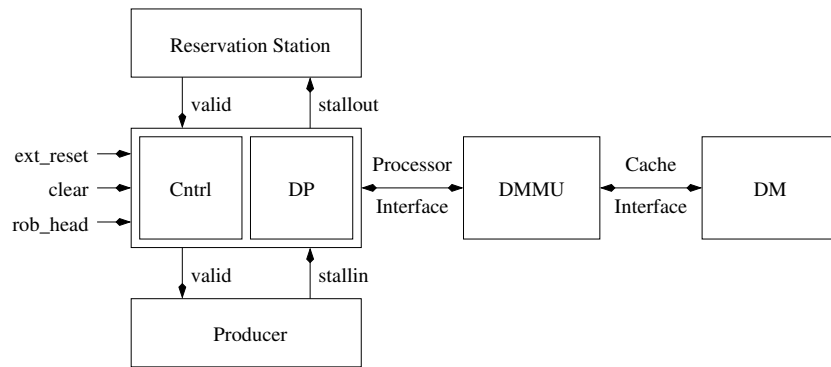 Reservation Station
valid
stallout
ext_reset
clear
rob_head
Cntrl
DP
Processor
Interface
DMMU
Cache
Interface
DM
valid
stallin
Producer